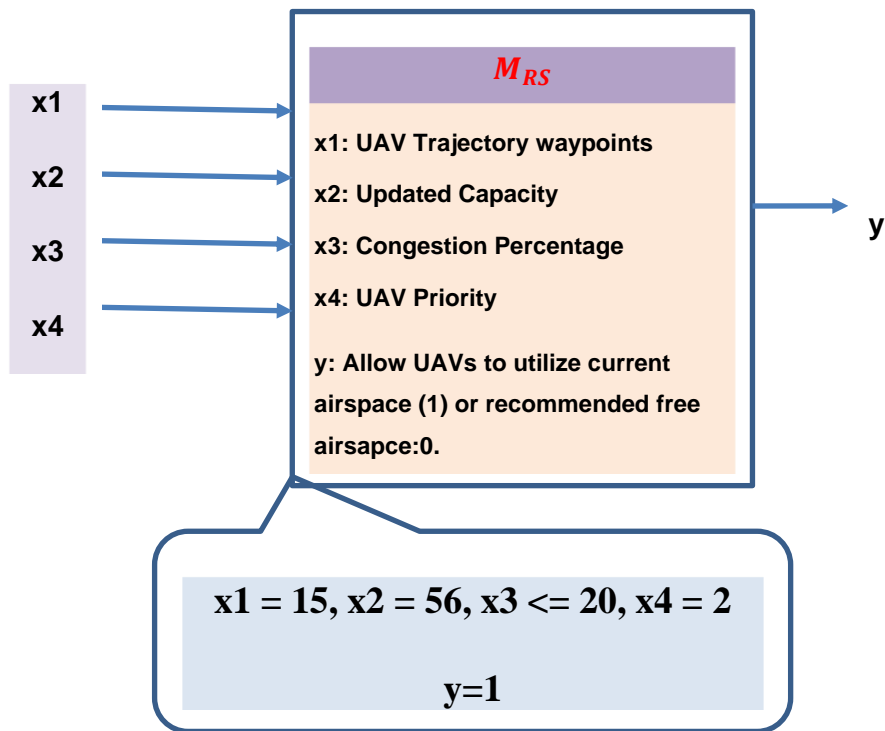 x1
x2
x3
x4
M_RS
x1: UAV Trajectory waypoints
x2: Updated Capacity
x3: Congestion Percentage
x4: UAV Priority
y: Allow UAVs to utilize current
airspace (1) or recommended free
airsapce:0.
y
x1 = 15, x2 = 56, x3 <= 20, x4 = 2
y=1